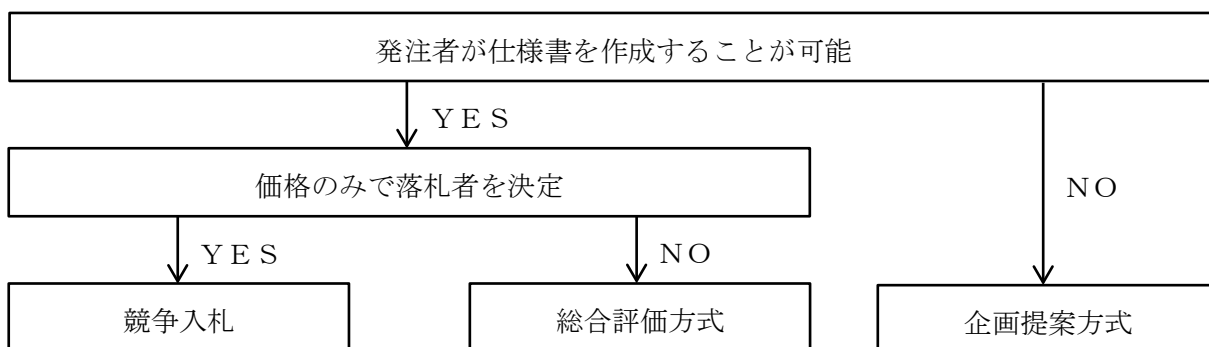 発注者が仕様書を作成することが可能
ＹＥＳ
価格のみで落札者を決定
ＮＯ
ＹＥＳ
ＮＯ
競争入札
総合評価方式
企画提案方式